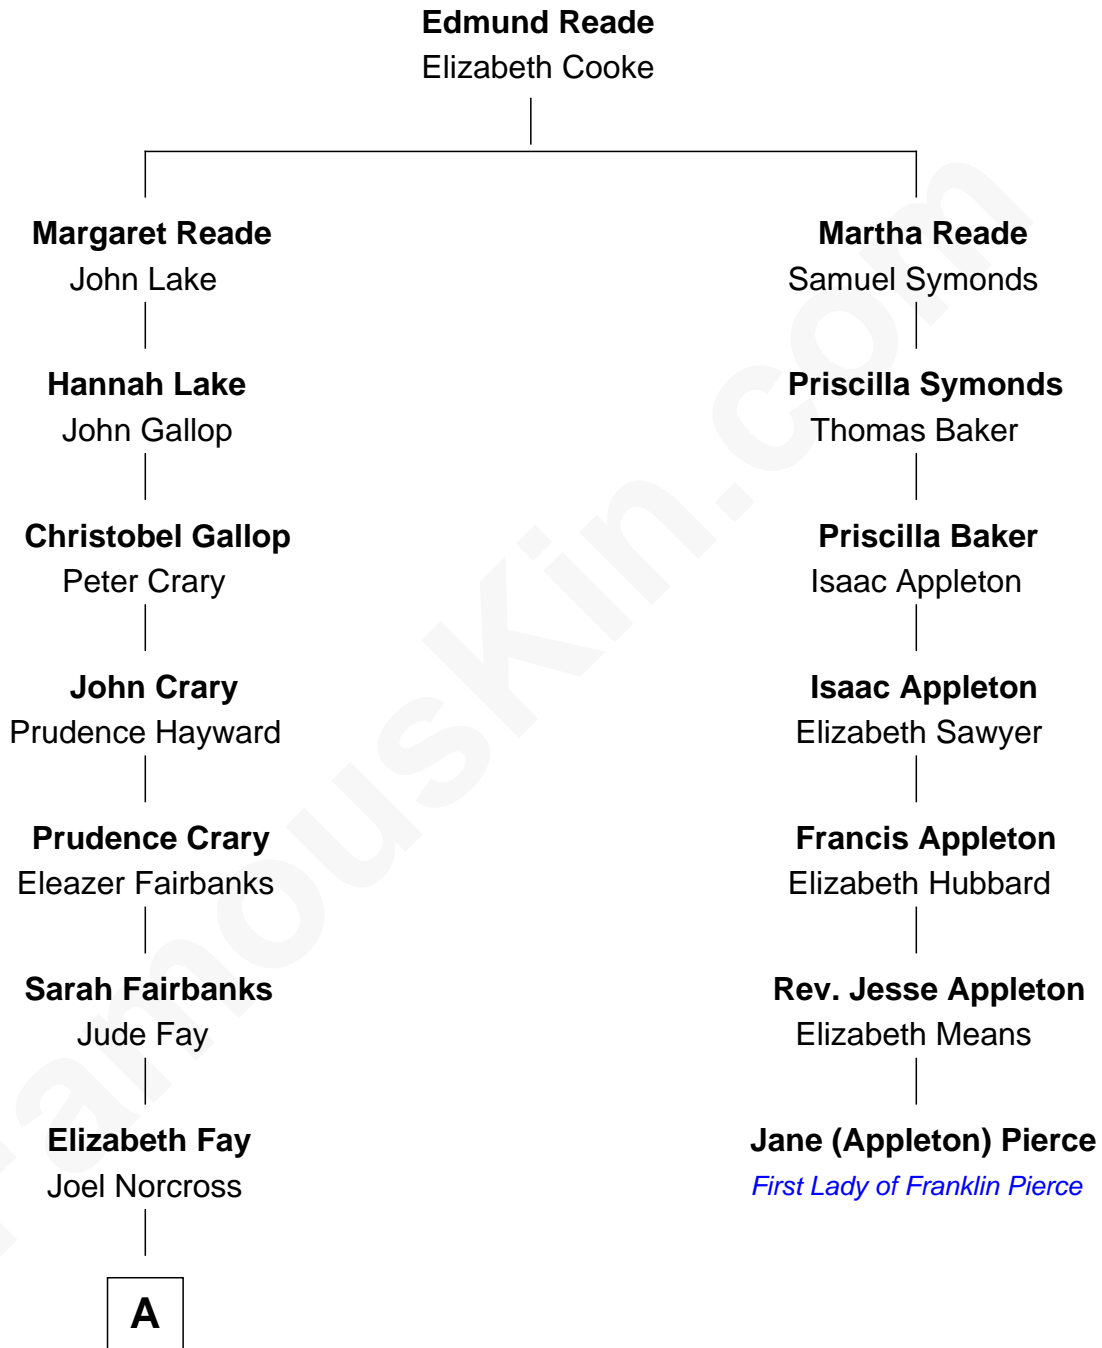 Edmund Reade
Elizabeth Cooke
Margaret Reade
John Lake
Hannah Lake
John Gallop
Christobel Gallop
Peter Crary
John Crary
Prudence Hayward
Prudence Crary
Eleazer Fairbanks
Sarah Fairbanks
Jude Fay
Elizabeth Fay
Joel Norcross
A
Martha Reade
Samuel Symonds
Priscilla Symonds
Thomas Baker
Priscilla Baker
Isaac Appleton
Isaac Appleton
Elizabeth Sawyer
Francis Appleton
Elizabeth Hubbard
Rev. Jesse Appleton
Elizabeth Means
Jane (Appleton) Pierce
First Lady of Franklin Pierce
FamousKin.com